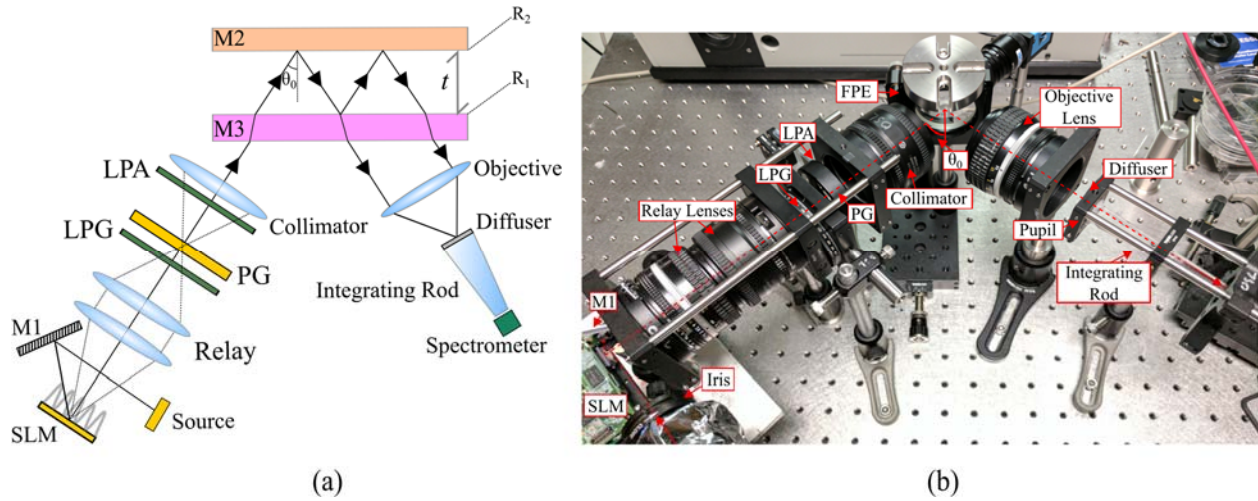 M2
R₂
θ₀
t
R₁
M3
LPA
Objective
LPG
Collimator
Diffuser
PG
Integrating Rod
M1
Relay
Spectrometer
SLM
Source
(a)
FPE
Objective
Lens
LPA
θ₀
LPG
Diffuser
Relay Lenses
PG
Collimator
Pupil
Integrating
Rod
M1
Iris
SLM
(b)